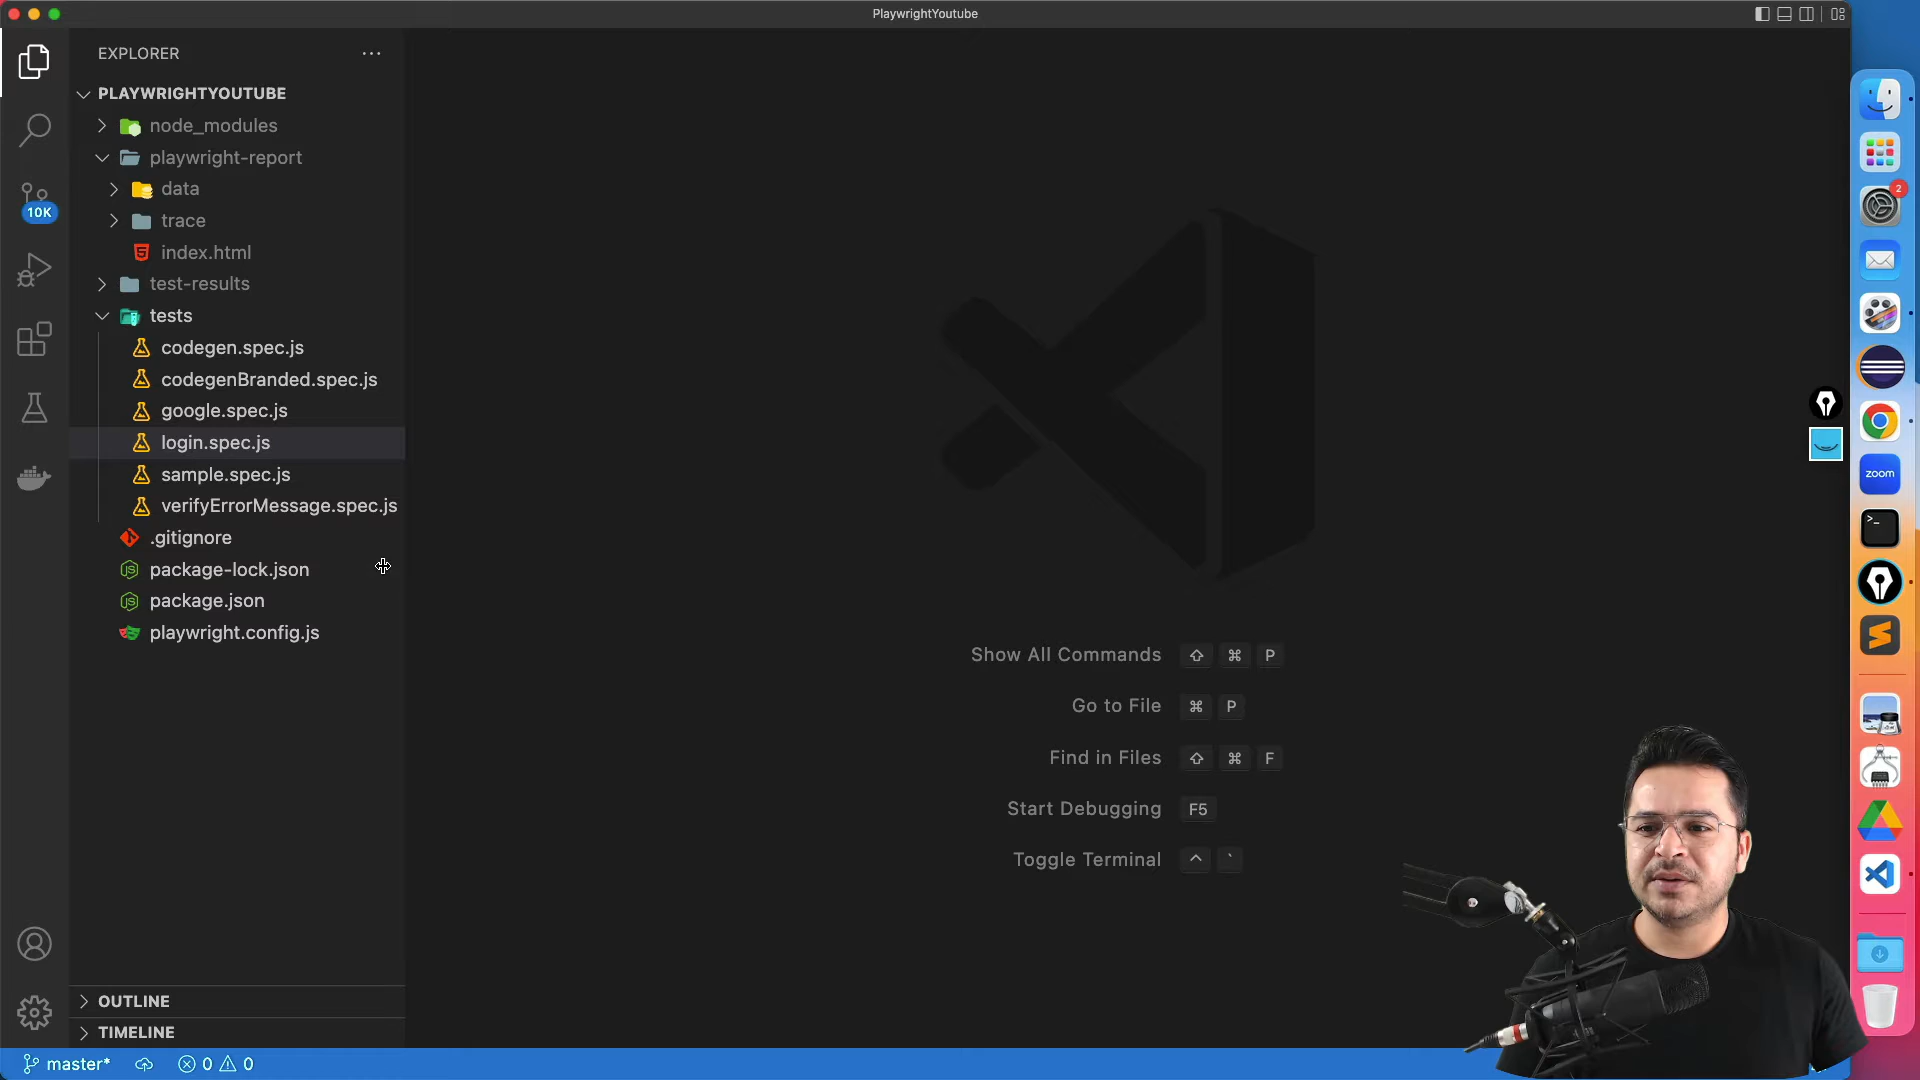 PlaywrightYoutube
EXPLORER
PLAYWRIGHTYOUTUBE
node_modules
playwright-report
data
trace
index.html
test-results
tests
codegen.spec.js
codegenBranded.spec.js
google.spec.js
login.spec.js
sample.spec.js
verifyErrorMessage.spec.js
.gitignore
package-lock.json
package.json
playwright.config.js
10K
2
zoom
Show All Commands ⇧ ⌘ P
Go to File ⌘ P
Find in Files ⇧ ⌘ F
Start Debugging F5
Toggle Terminal ^ `
OUTLINE
TIMELINE
master* 0 0